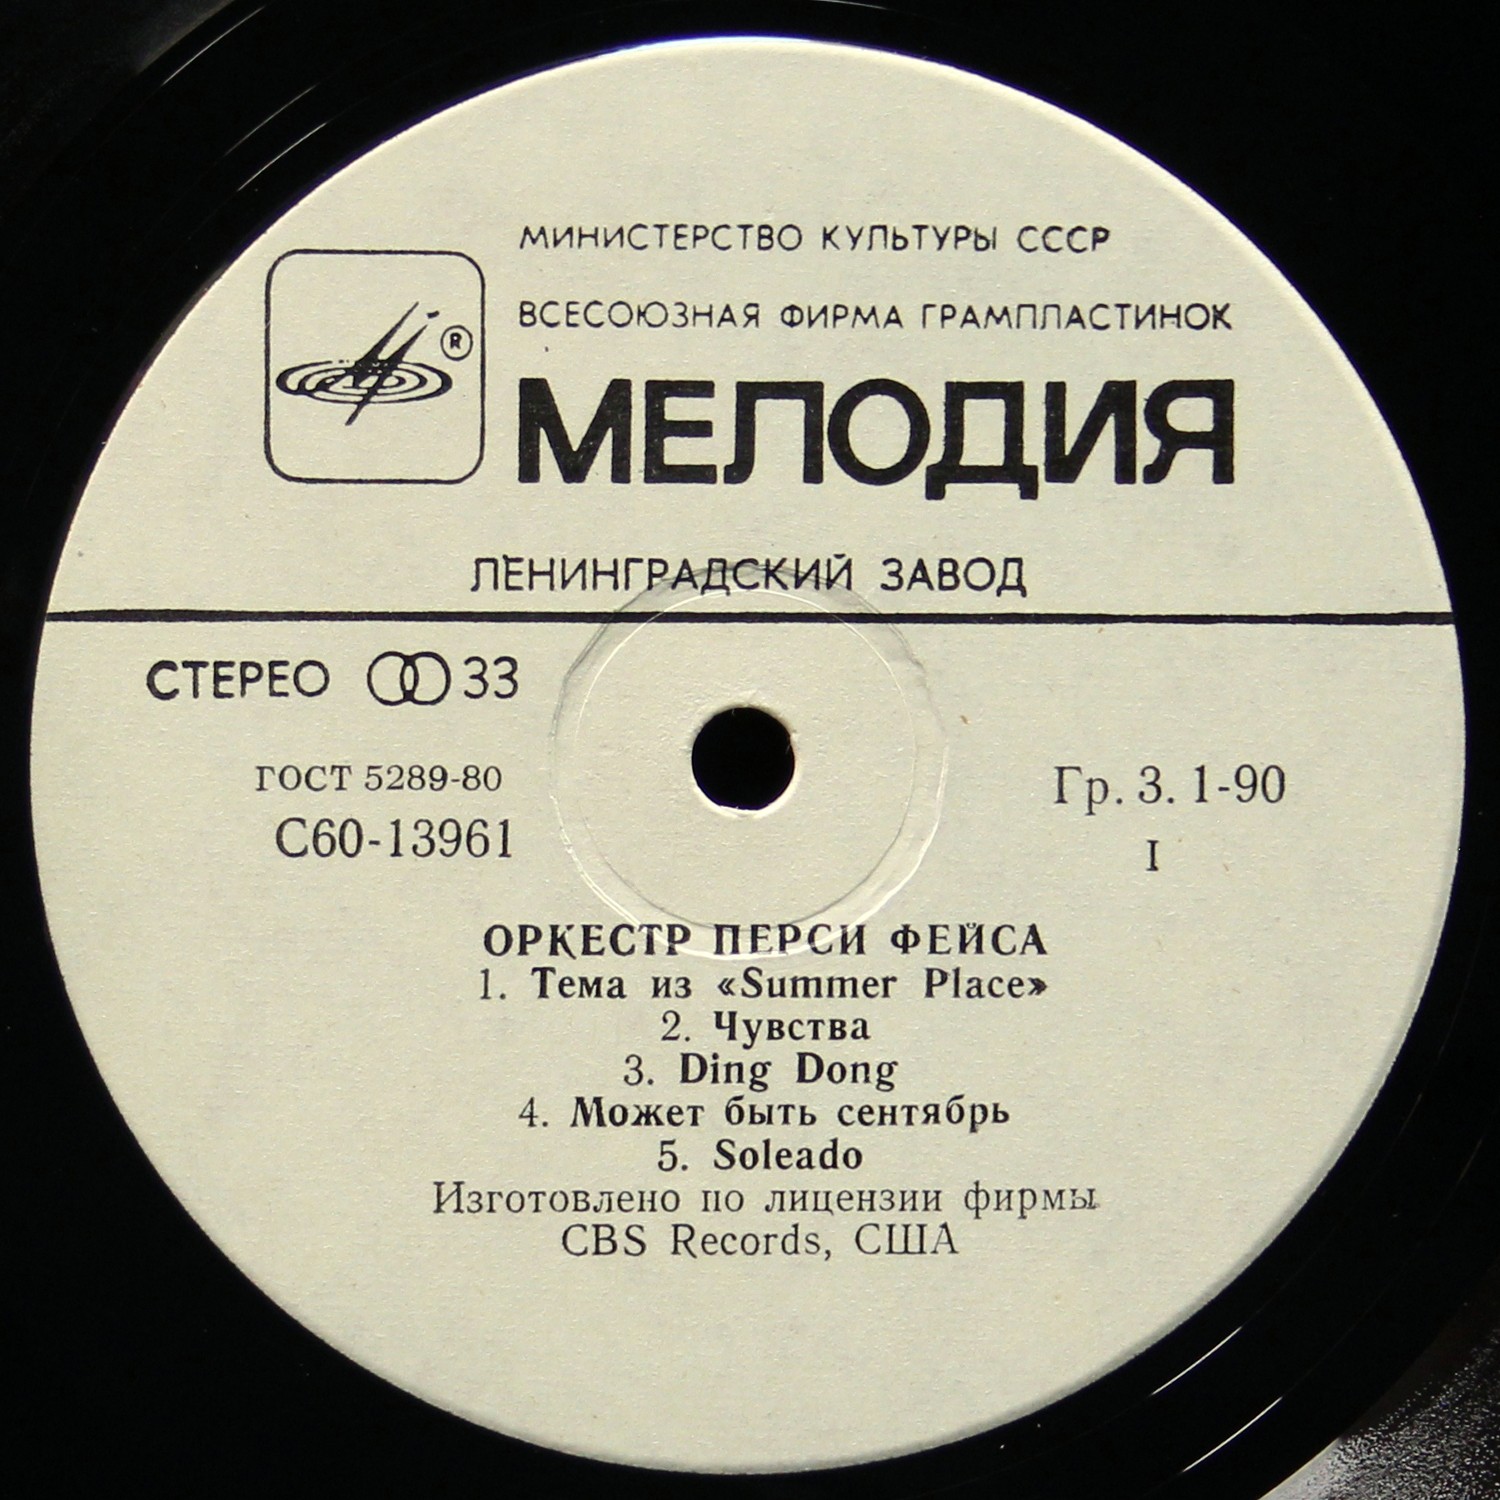 МИНИСТЕРСТВО КУЛЬТУРЫ СССР
ВСЕСОЮЗНАЯ ФИРМА ГРАМПЛАСТИНОК
®
МЕЛОДИЯ
ЛЕНИНГРАДСКИЙ ЗАВОД
СТЕРЕО 33
ГОСТ 5289-80
С60-13961
Гр. 3. 1-90
I
ОРКЕСТР ПЕРСИ ФЕЙСА
1. Тема из «Summer Place»
2. Чувства
3. Ding Dong
4. Может быть сентябрь
5. Soleado
Изготовлено по лицензии фирмы
CBS Records, США